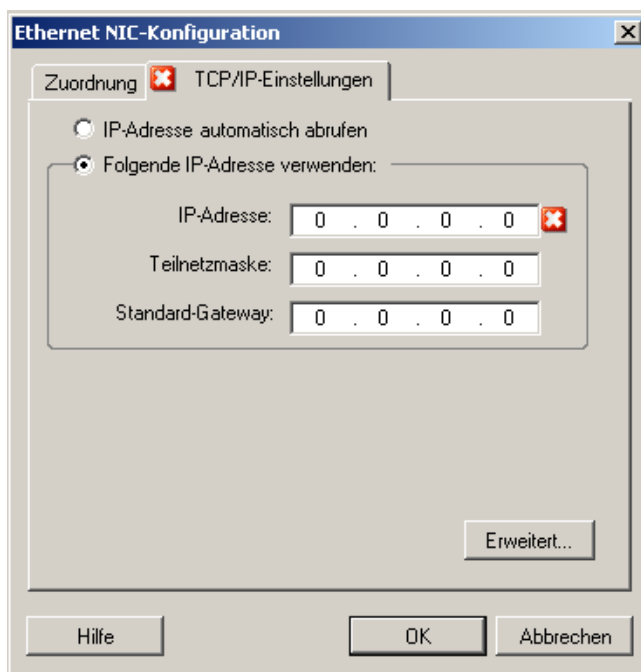 Ethernet NIC-Konfiguration
Zuordnung TCP/IP-Einstellungen
IP-Adresse automatisch abrufen
Folgende IP-Adresse verwenden:
IP-Adresse: 0 . 0 . 0 . 0
Teilnetzmaske: 0 . 0 . 0 . 0
Standard-Gateway: 0 . 0 . 0 . 0
Erweitert...
Hilfe OK Abbrechen